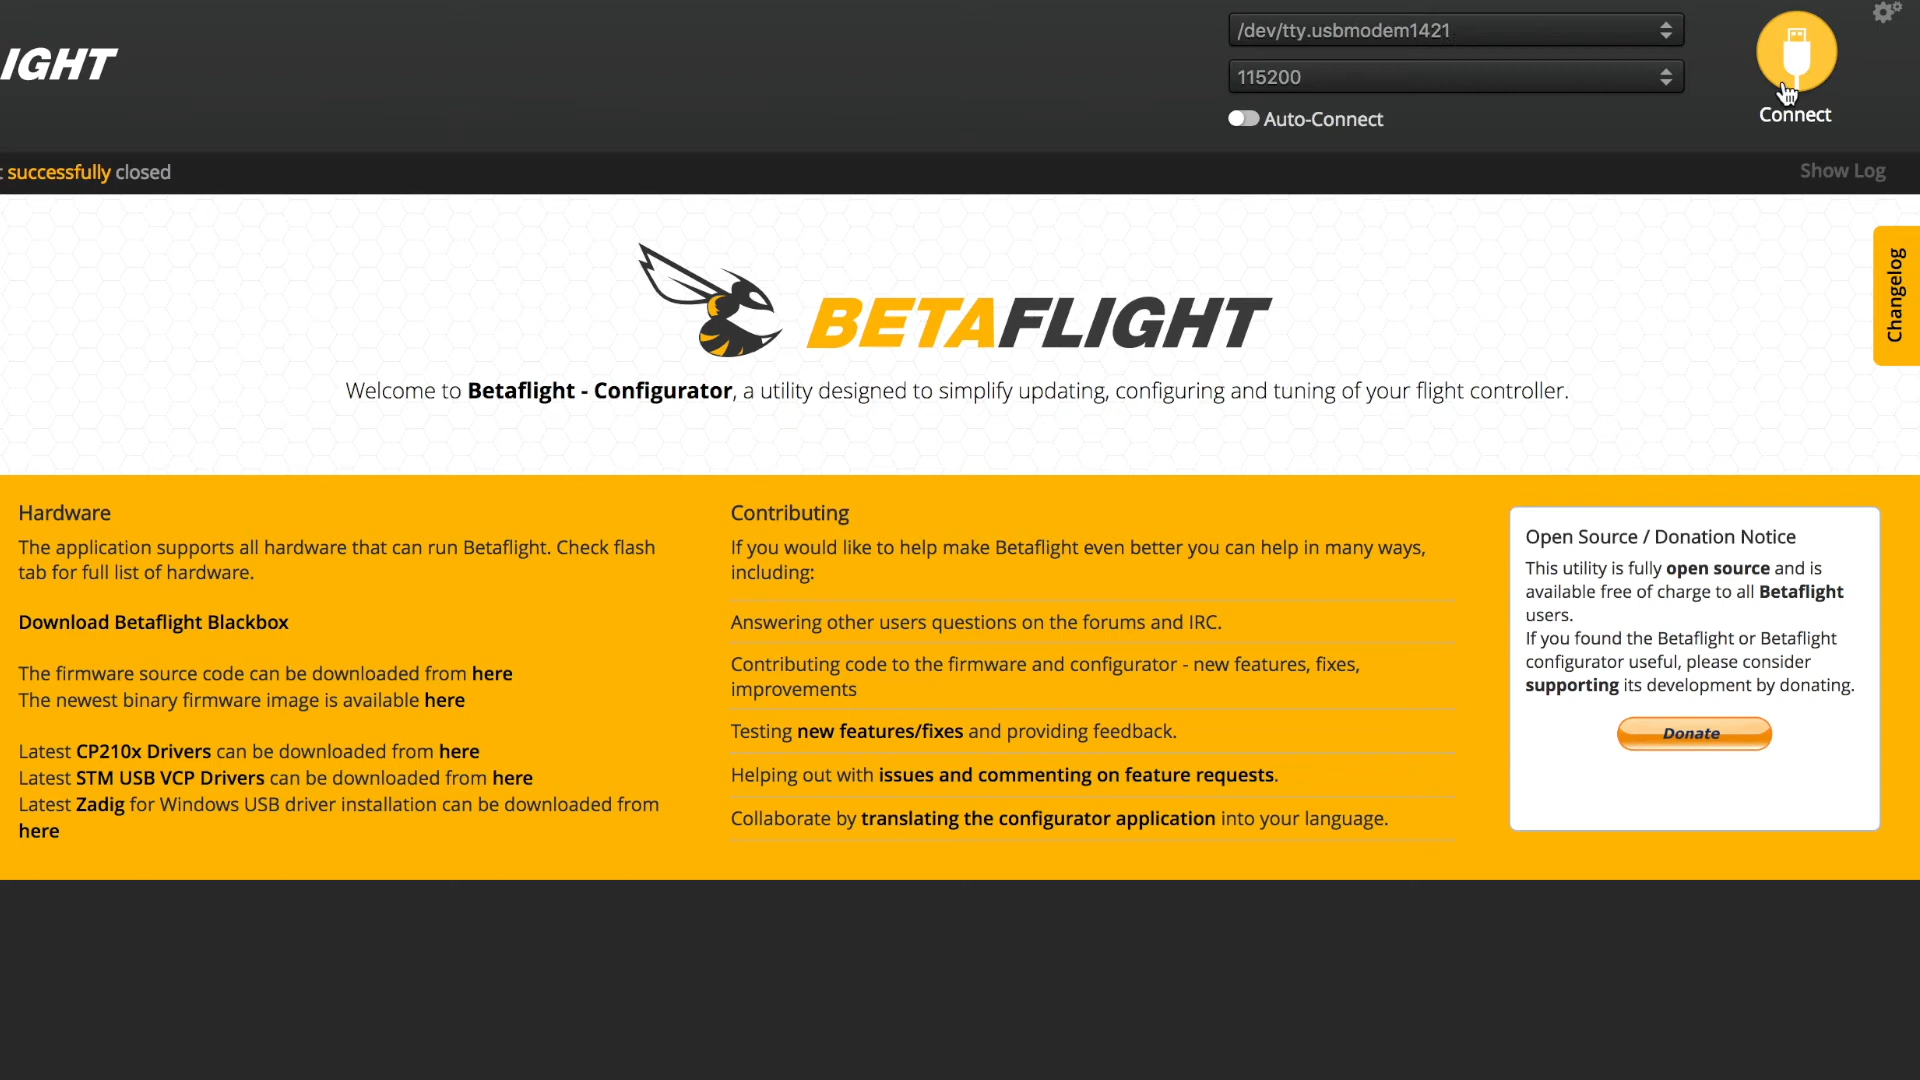 IGHT
/dev/tty.usbmodem1421
115200
Auto-Connect
Connect
successfully closed
Show Log
Changelog
BETAFLIGHT
Welcome to Betaflight - Configurator, a utility designed to simplify updating, configuring and tuning of your flight controller.
Hardware
The application supports all hardware that can run Betaflight. Check flash
tab for full list of hardware.
Download Betaflight Blackbox
The firmware source code can be downloaded from here
The newest binary firmware image is available here
Latest CP210x Drivers can be downloaded from here
Latest STM USB VCP Drivers can be downloaded from here
Latest Zadig for Windows USB driver installation can be downloaded from
here
Contributing
If you would like to help make Betaflight even better you can help in many ways,
including:
Answering other users questions on the forums and IRC.
Contributing code to the firmware and configurator - new features, fixes,
improvements
Testing new features/fixes and providing feedback.
Helping out with issues and commenting on feature requests.
Collaborate by translating the configurator application into your language.
Open Source / Donation Notice
This utility is fully open source and is
available free of charge to all Betaflight
users.
If you found the Betaflight or Betaflight
configurator useful, please consider
supporting its development by donating.
Donate